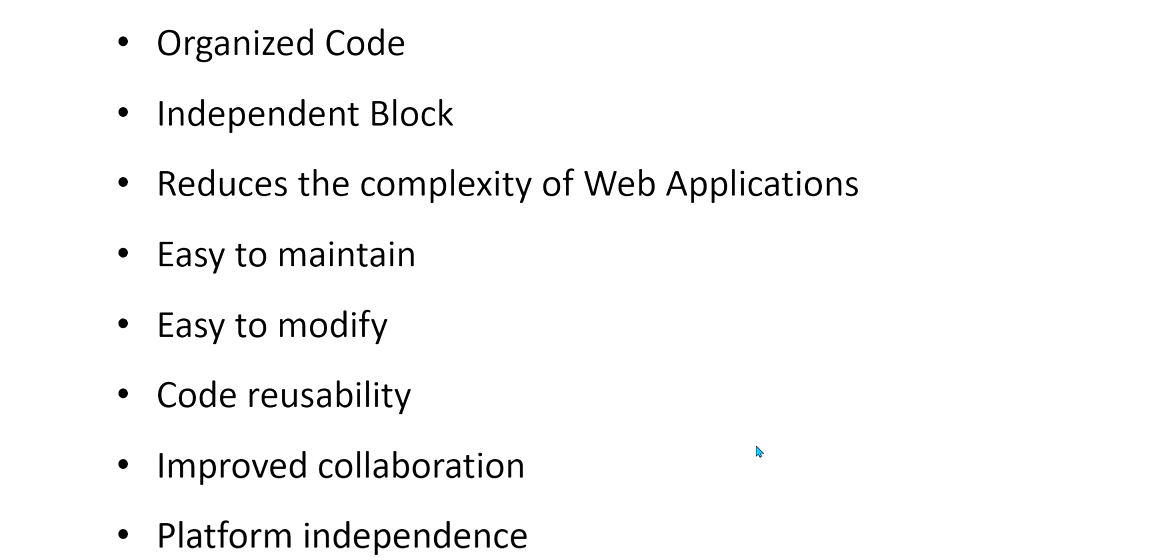 • Organized Code
• Independent Block
• Reduces the complexity of Web Applications
• Easy to maintain
• Easy to modify
• Code reusability
• Improved collaboration
• Platform independence